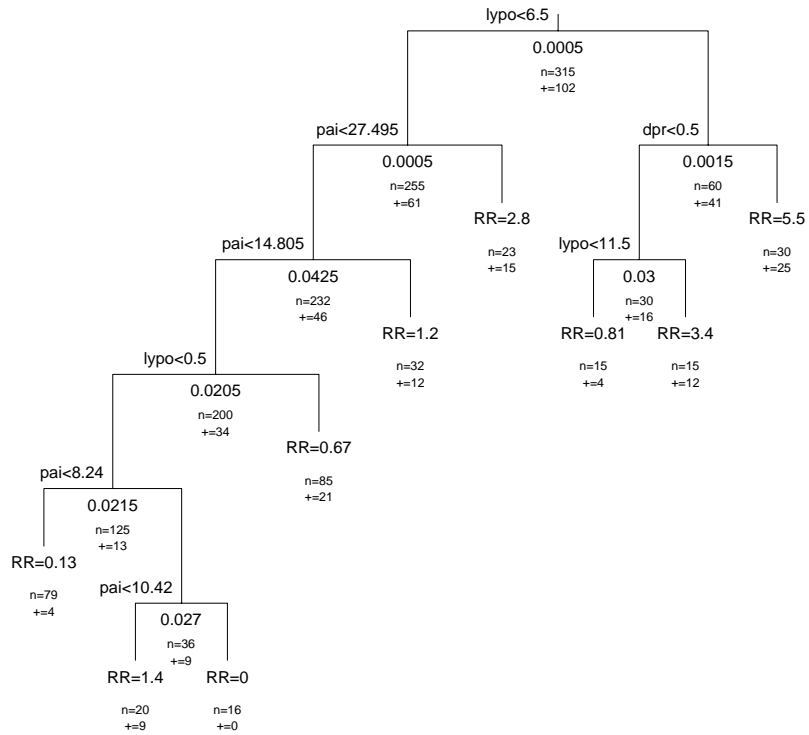 lypo<6.5
0.0005
n=315
+=102
pai<27.495
dpr<0.5
0.0005
0.0015
n=255
+=61
n=60
+=41
RR=2.8
RR=5.5
n=23
+=15
n=30
+=25
pai<14.805
lypo<11.5
0.0425
0.03
n=232
+=46
n=30
+=16
RR=1.2
RR=0.81
RR=3.4
n=32
+=12
n=15
+=4
n=15
+=12
lypo<0.5
0.0205
n=200
+=34
RR=0.67
n=85
+=21
pai<8.24
0.0215
n=125
+=13
RR=0.13
n=79
+=4
pai<10.42
0.027
n=36
+=9
RR=1.4
RR=0
n=20
+=9
n=16
+=0